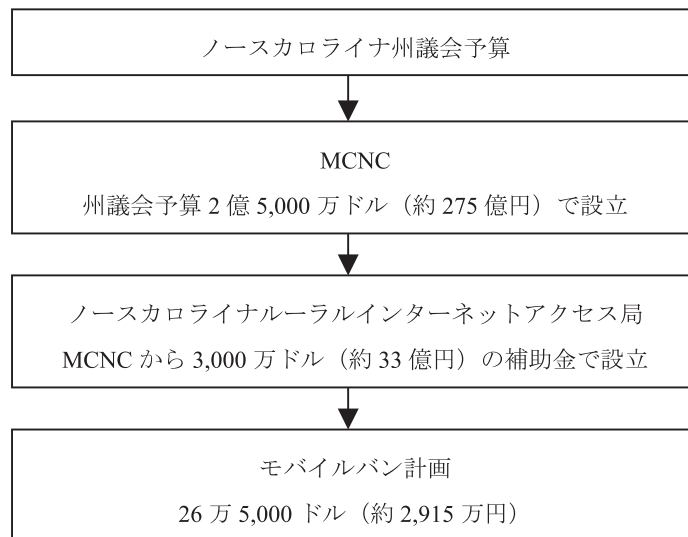 ノースカロライナ州議会予算
MCNC
州議会予算 2 億 5,000 万ドル（約 275 億円）で設立
ノースカロライナルーラルインターネットアクセス局
MCNC から 3,000 万ドル（約 33 億円）の補助金で設立
モバイルバン計画
26 万 5,000 ドル（約 2,915 万円）